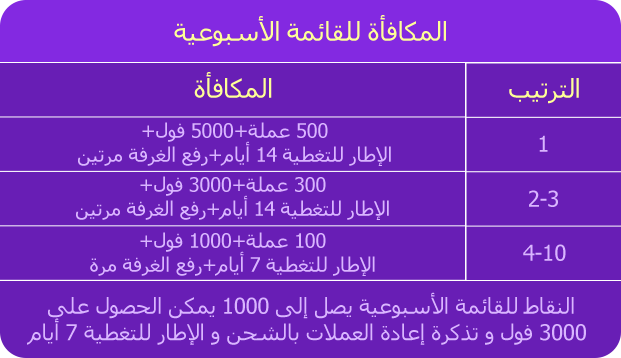 المكافأة للقائمة الأسبوعية
الترتيب
المكافأة
1
500 عملة+5000 فول+
الإطار للتغطية 14 أيام+رفع الغرفة مرتين
2-3
300 عملة+3000 فول+
الإطار للتغطية 14 أيام+رفع الغرفة مرتين
4-10
100 عملة+1000 فول+
الإطار للتغطية 7 أيام+رفع الغرفة مرة
النقاط للقائمة الأسبوعية يصل إلى 1000 يمكن الحصول على
3000 فول و تذكرة إعادة العملات بالشحن و الإطار للتغطية 7 أيام